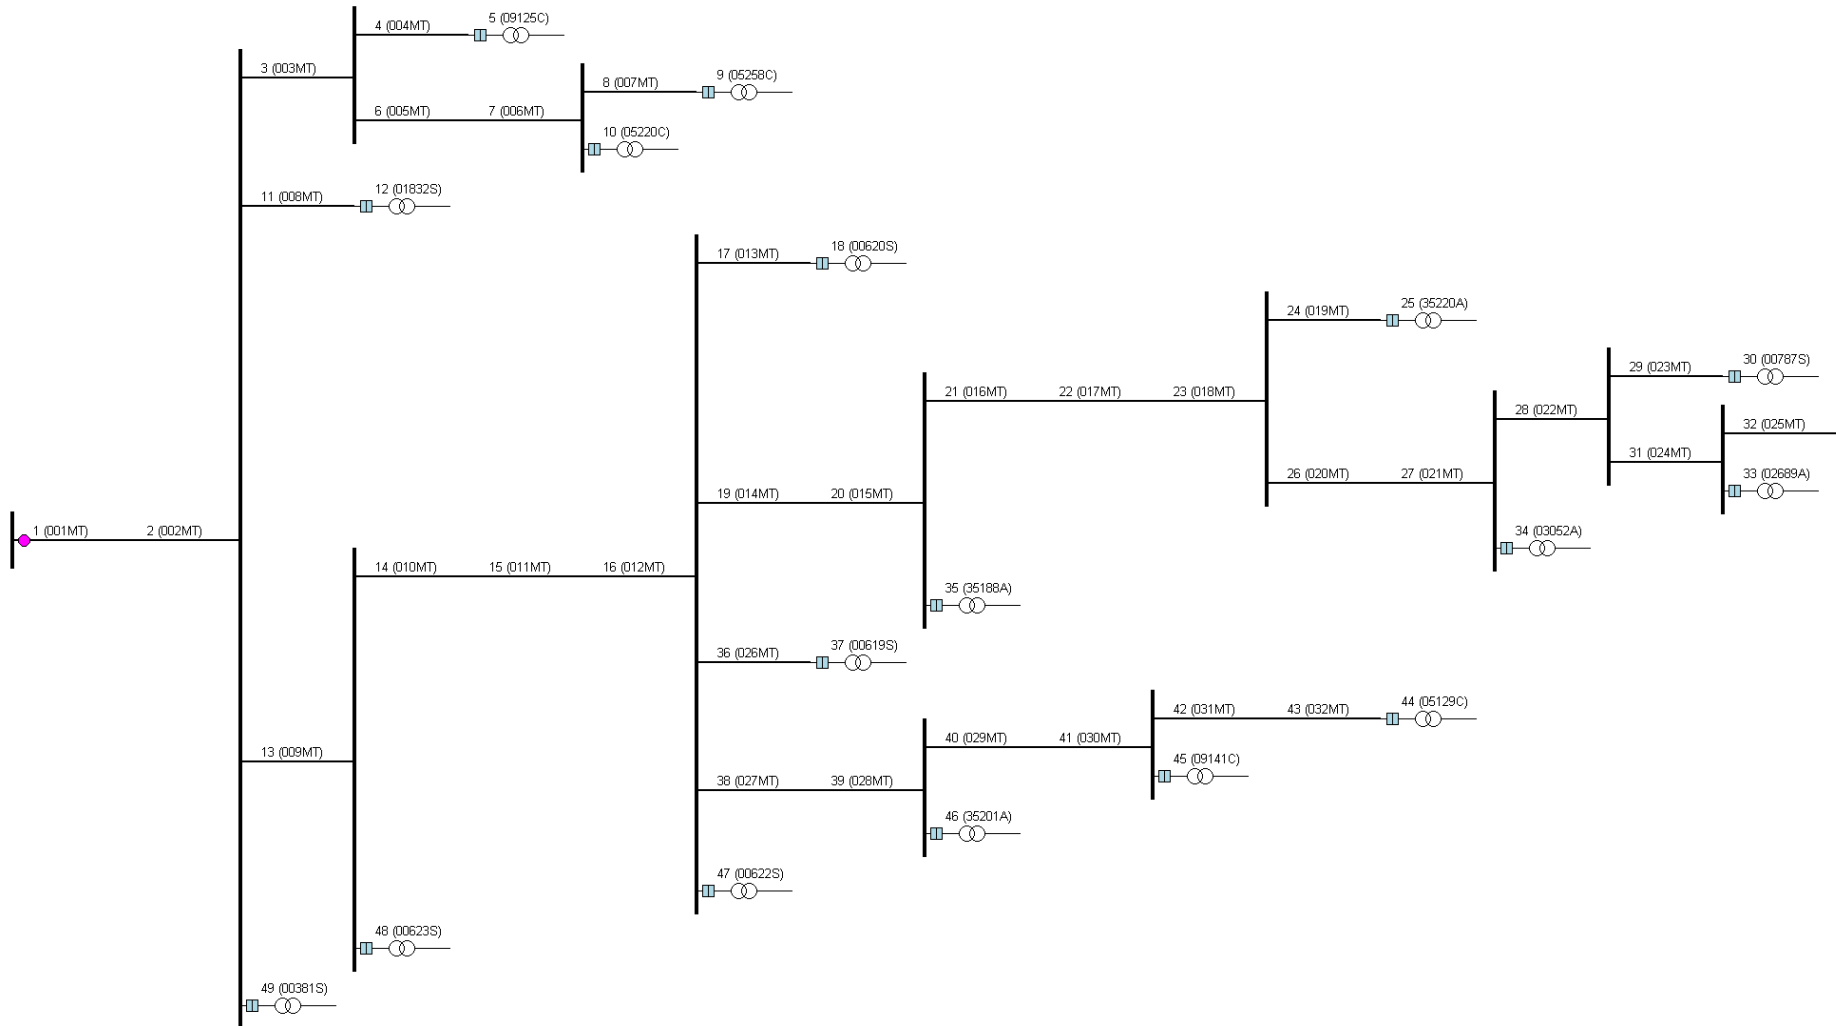 1 (001MT)
2 (002MT)
3 (003MT)
4 (004MT)
5 (09125C)
6 (005MT)
7 (006MT)
8 (007MT)
9 (05258C)
10 (05220C)
11 (008MT)
12 (01832S)
13 (009MT)
14 (010MT)
15 (011MT)
16 (012MT)
17 (013MT)
18 (00620S)
19 (014MT)
20 (015MT)
21 (016MT)
22 (017MT)
23 (018MT)
24 (019MT)
25 (35220A)
26 (020MT)
27 (021MT)
28 (022MT)
29 (023MT)
30 (00787S)
31 (024MT)
32 (025MT)
33 (02689A)
34 (03052A)
35 (35188A)
36 (026MT)
37 (00619S)
38 (027MT)
39 (028MT)
40 (029MT)
41 (030MT)
42 (031MT)
43 (032MT)
44 (05129C)
45 (09141C)
46 (35201A)
47 (00622S)
48 (00623S)
49 (00381S)